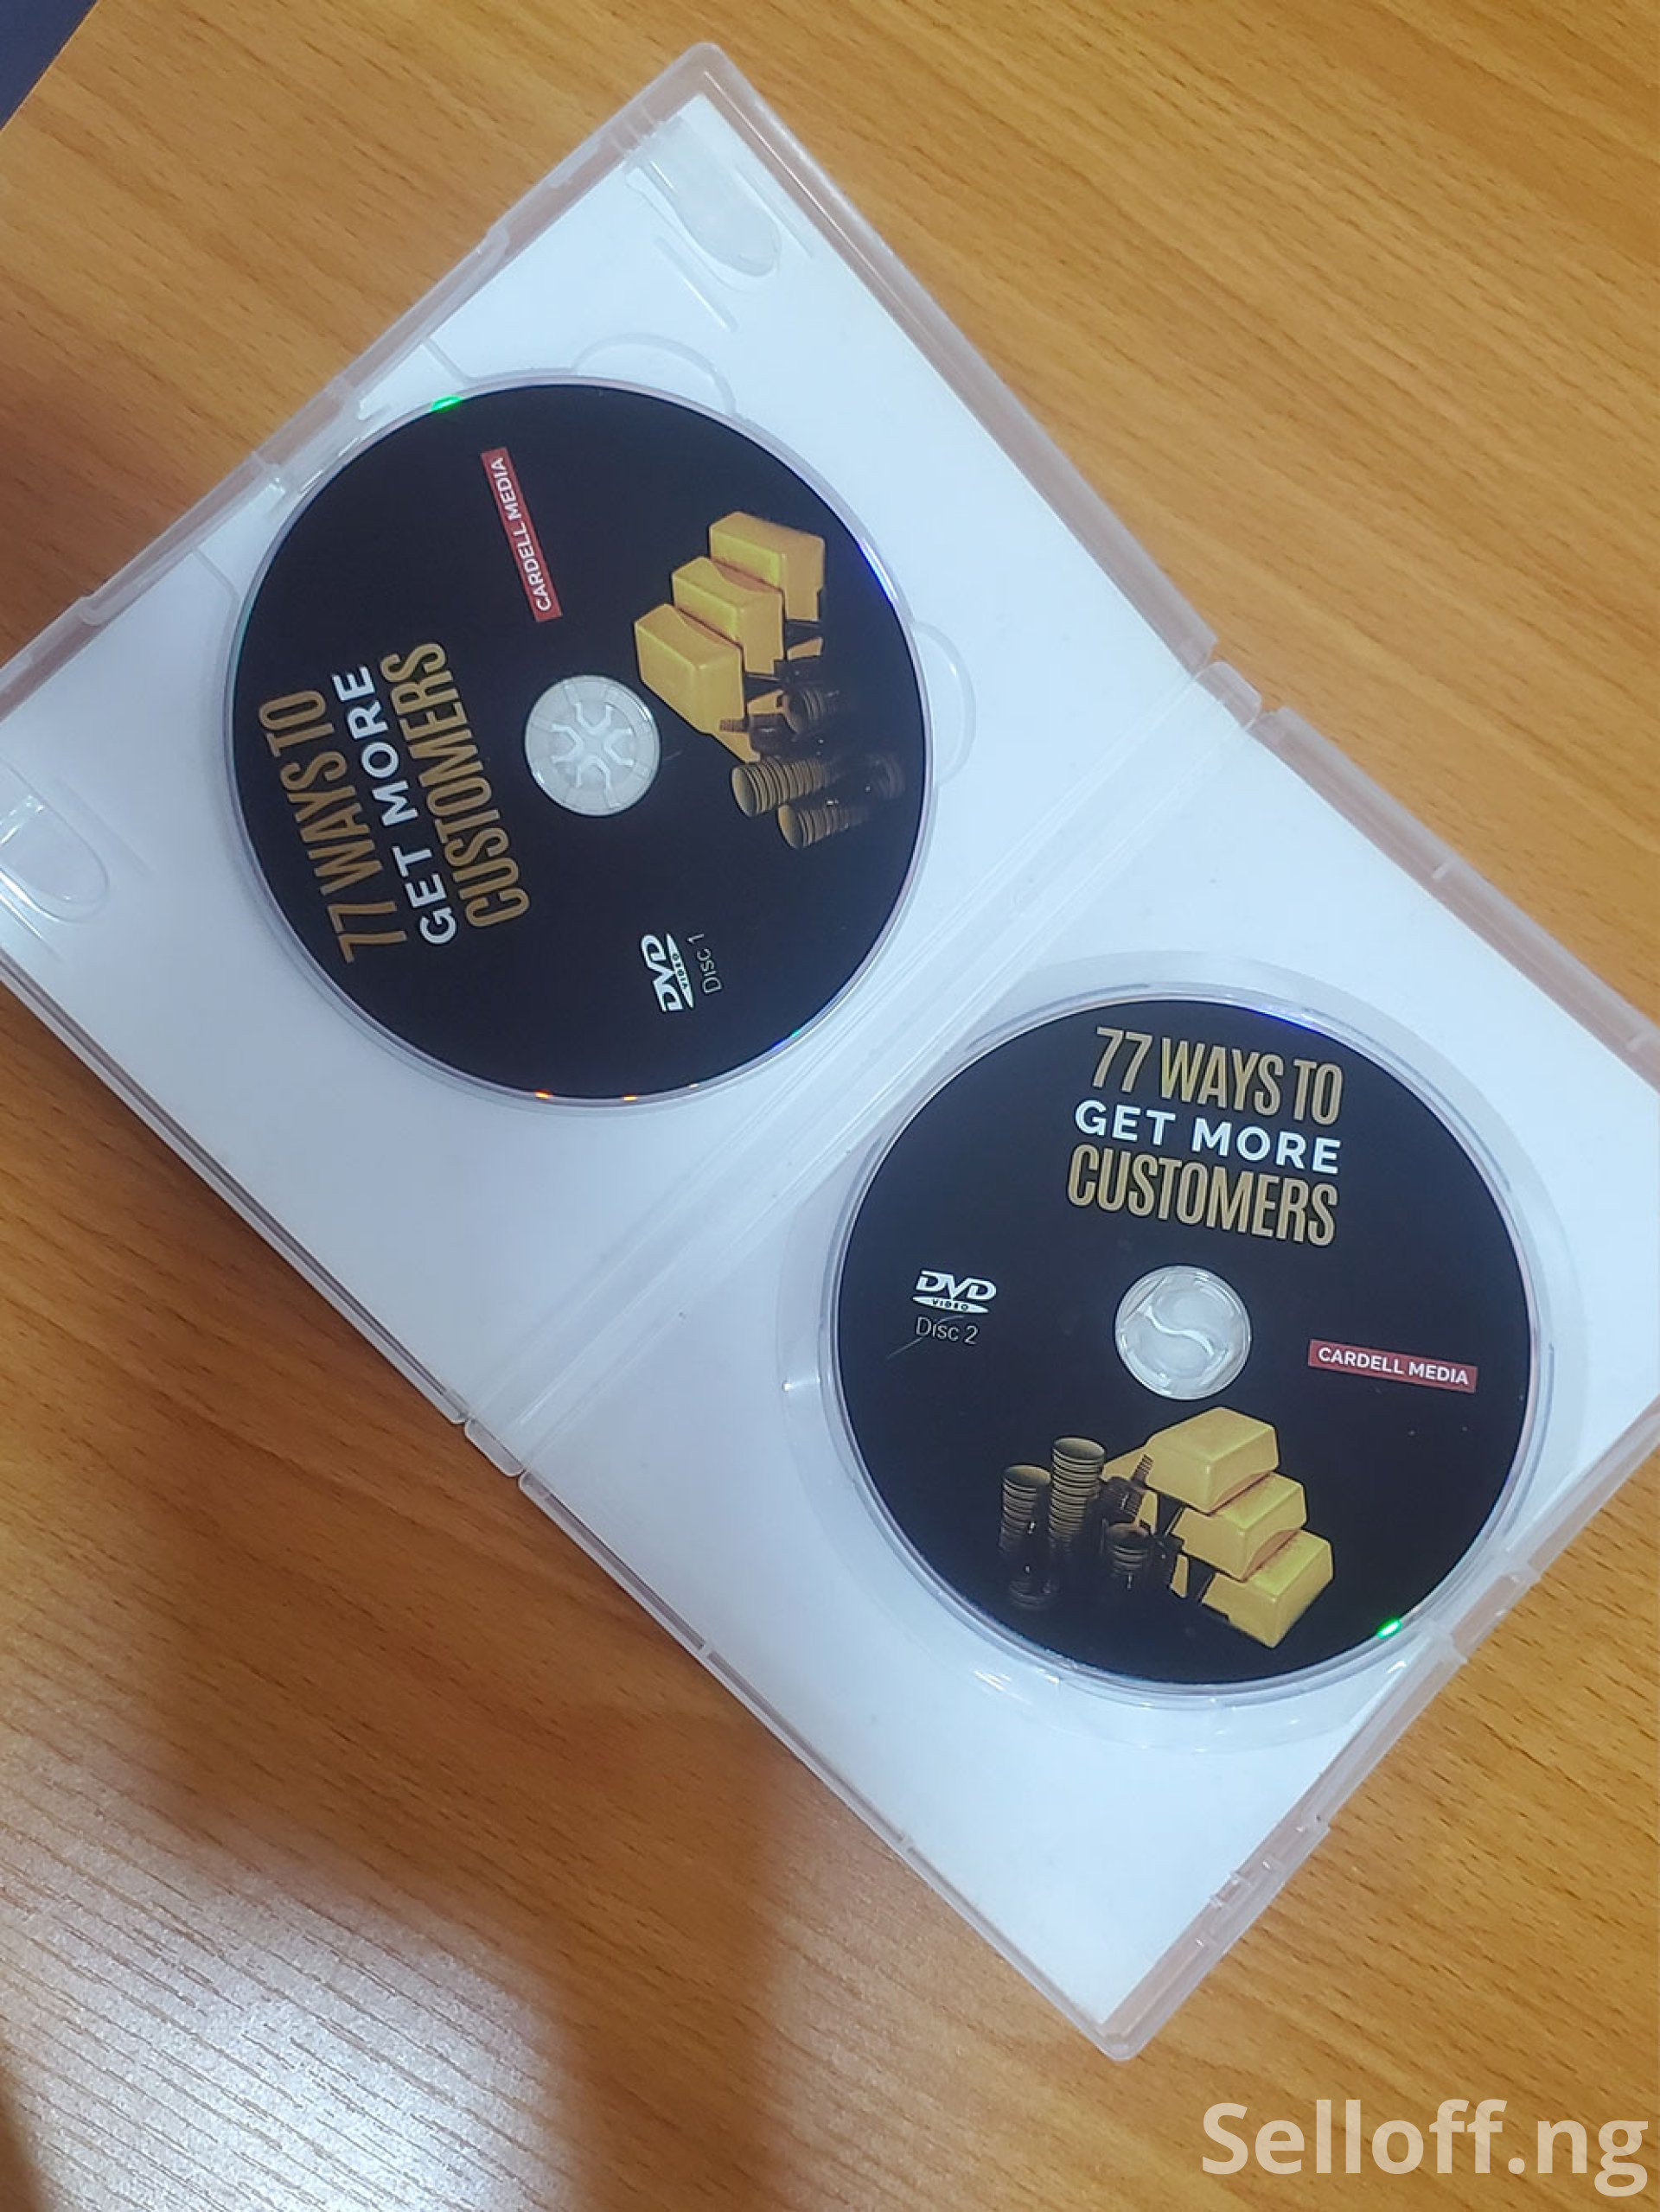 77 WAYS TO
GET MORE
CUSTOMERS
CARDELL MEDIA
DVD
VIDEO
Disc 1
77 WAYS TO
GET MORE
CUSTOMERS
DVD
VIDEO
Disc 2
CARDELL MEDIA
Selloff.ng